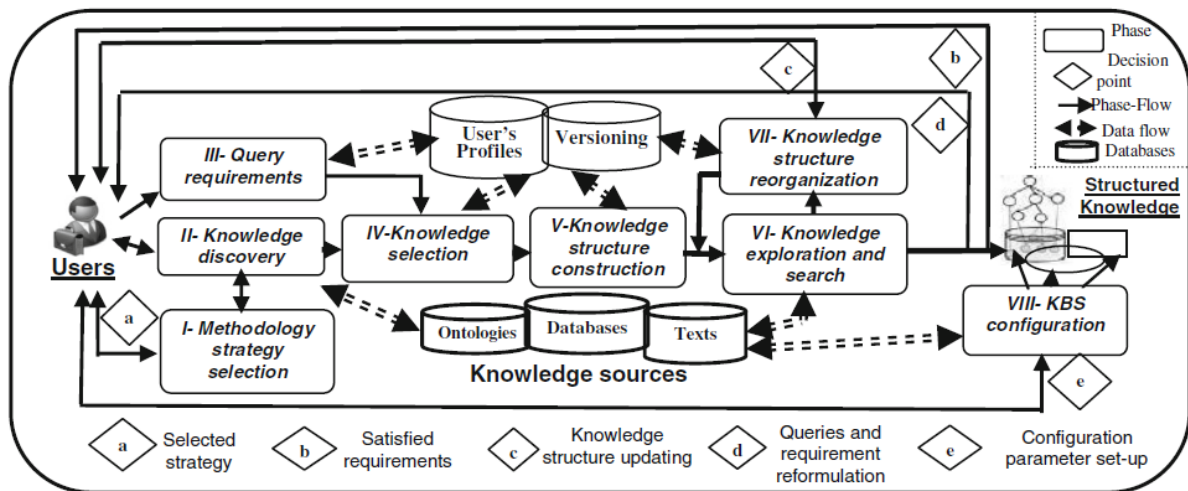 b
c
d
Phase
Decision
point
Phase-Flow
Data flow
Databases
III- Query
requirements
User's
Profiles
Versioning
VII- Knowledge
structure
reorganization
Structured
Knowledge
Users
II- Knowledge
discovery
IV-Knowledge
selection
V-Knowledge
structure
construction
VI- Knowledge
exploration and
search
a
I- Methodology
strategy
selection
Ontologies
Databases
Texts
Knowledge sources
VIII- KBS
configuration
e
a
Selected
strategy
b
Satisfied
requirements
c
Knowledge
structure updating
d
Queries and
requirement
reformulation
e
Configuration
parameter set-up